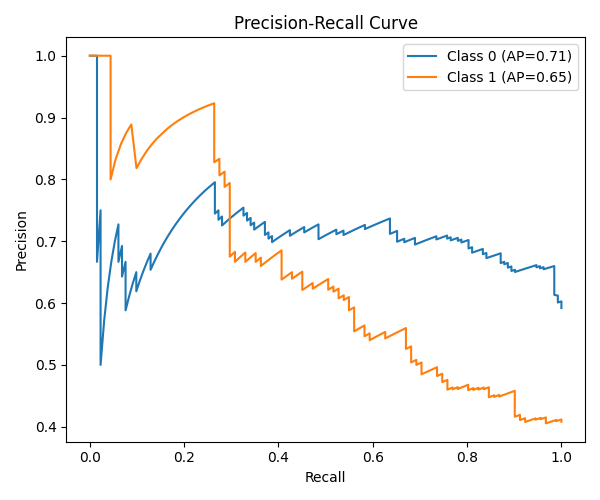 Precision-Recall Curve
Class 0 (AP=0.71)
Class 1 (AP=0.65)
Precision
1.0
0.9
0.8
0.7
0.6
0.5
0.4
0.0 0.2 0.4 0.6 0.8 1.0
Recall